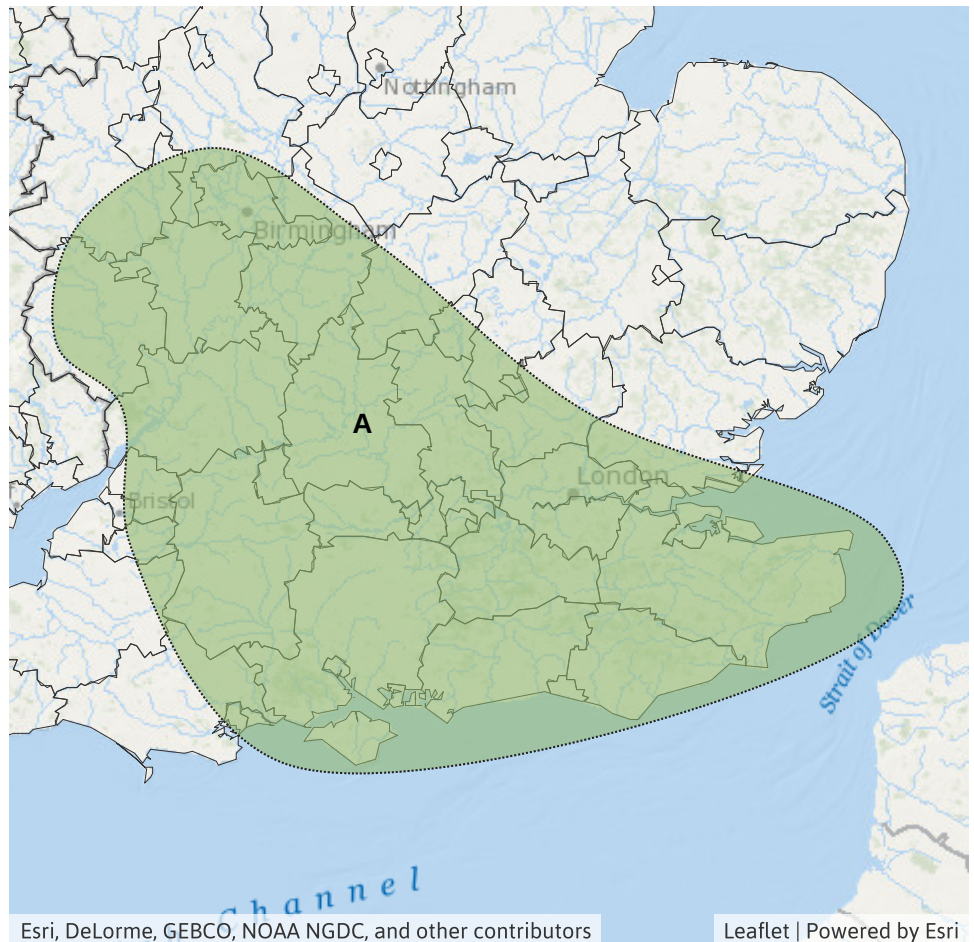 Nottingham
Birmingham
A
London
Bristol
Strait of Dover
Channel
Esri, DeLorme, GEBCO, NOAA NGDC, and other contributors
Leaflet | Powered by Esri